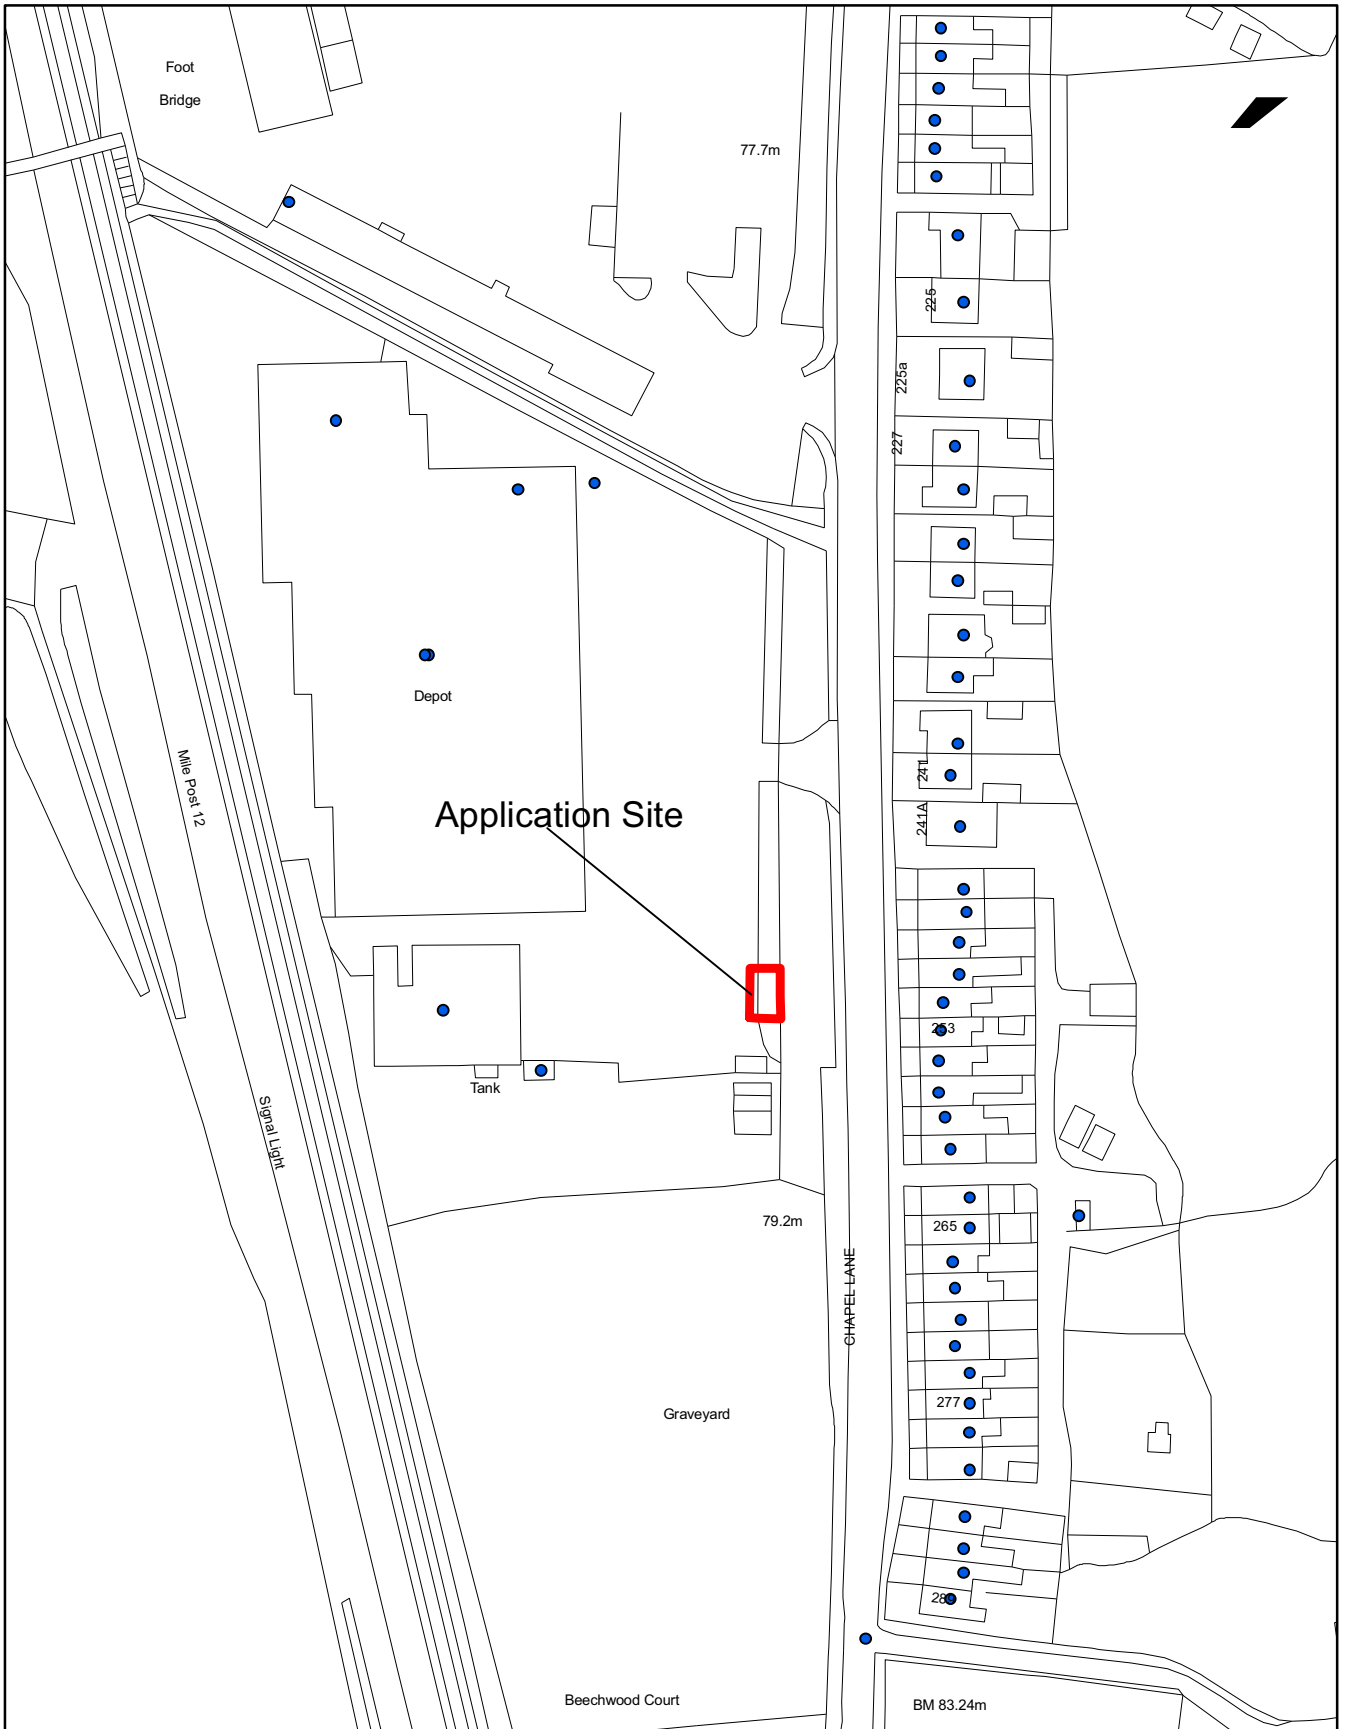 Foot
Bridge
77.7m
225
225a
227
Depot
Mile Post 12
241
Application Site
241A
253
Tank
Signal Light
79.2m
265
CHAPEL LANE
277
Graveyard
Beechwood Court
BM 83.24m